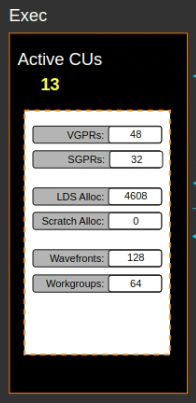 Exec
Active CUs
13
VGPRs: 48
SGPRs: 32
LDS Alloc: 4608
Scratch Alloc: 0
Wavefronts: 128
Workgroups: 64